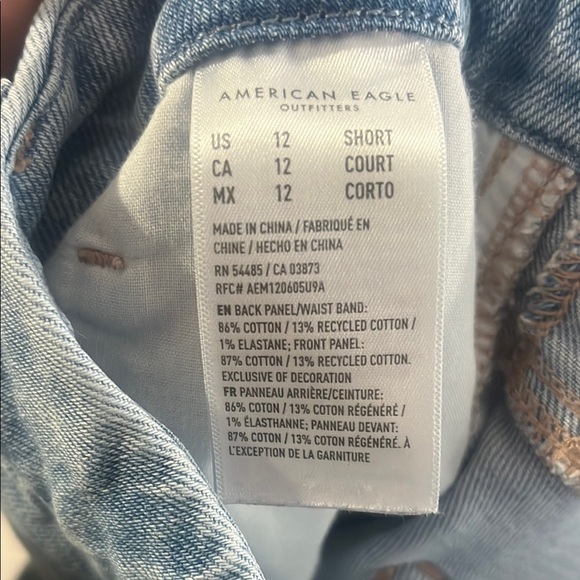 AMERICAN EAGLE
OUTFITTERS
US 12 SHORT
CA 12 COURT
MX 12 CORTO
MADE IN CHINA / FABRIQUÉ EN
CHINE / HECHO EN CHINA
RN 54485 / CA 03873
RFC# AEM120605U9A
EN BACK PANEL/WAIST BAND:
86% COTTON / 13% RECYCLED COTTON /
1% ELASTANE; FRONT PANEL:
87% COTTON / 13% RECYCLED COTTON.
EXCLUSIVE OF DECORATION
FR PANNEAU ARRIÈRE/CEINTURE:
86% COTON / 13% COTON RÉGÉNÉRÉ /
1% ÉLASTHANNE; PANNEAU DEVANT:
87% COTON / 13% COTON RÉGÉNÉRÉ. À
L'EXCEPTION DE LA GARNITURE